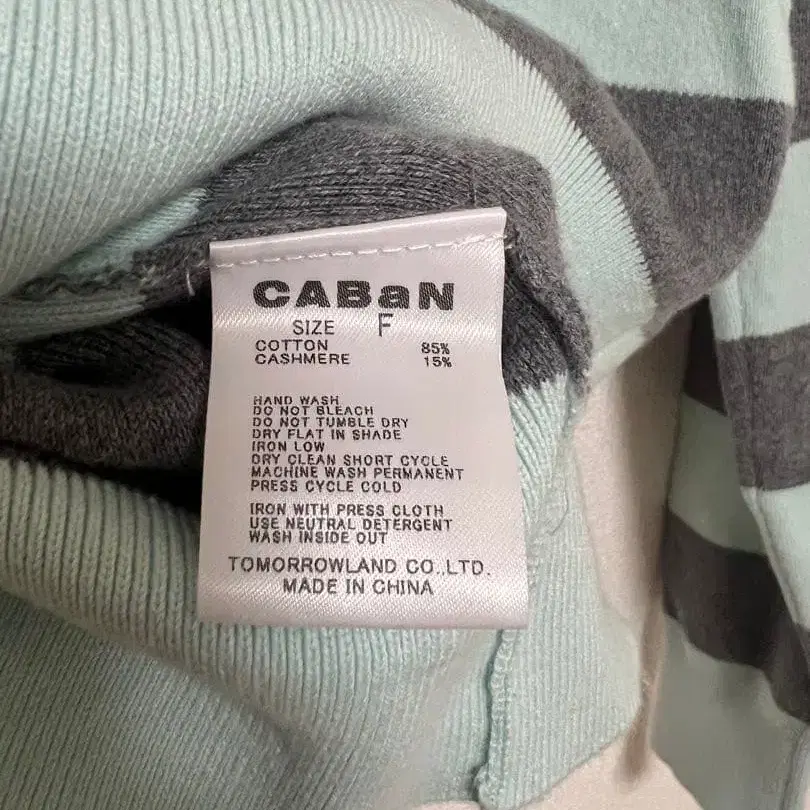 CABaN
SIZE F
COTTON 85%
CASHMERE 15%
HAND WASH
DO NOT BLEACH
DO NOT TUMBLE DRY
DRY FLAT IN SHADE
IRON LOW
DRY CLEAN SHORT CYCLE
MACHINE WASH PERMANENT
PRESS CYCLE COLD
IRON WITH PRESS CLOTH
USE NEUTRAL DETERGENT
WASH INSIDE OUT
TOMORROWLAND CO.,LTD.
MADE IN CHINA